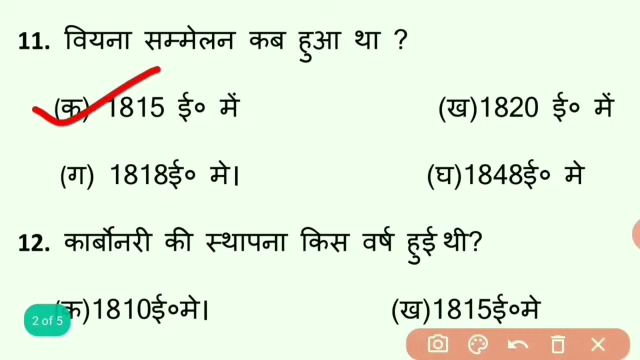 11. वियना सम्मेलन कब हुआ था ?
(क) 1815 ई० में (ख)1820 ई० में
(ग) 1818ई० मे। (घ)1848ई० मे
12. कार्बोनरी की स्थापना किस वर्ष हुई थी?
(क)1810ई०मे। (ख)1815ई०मे
2 of 5